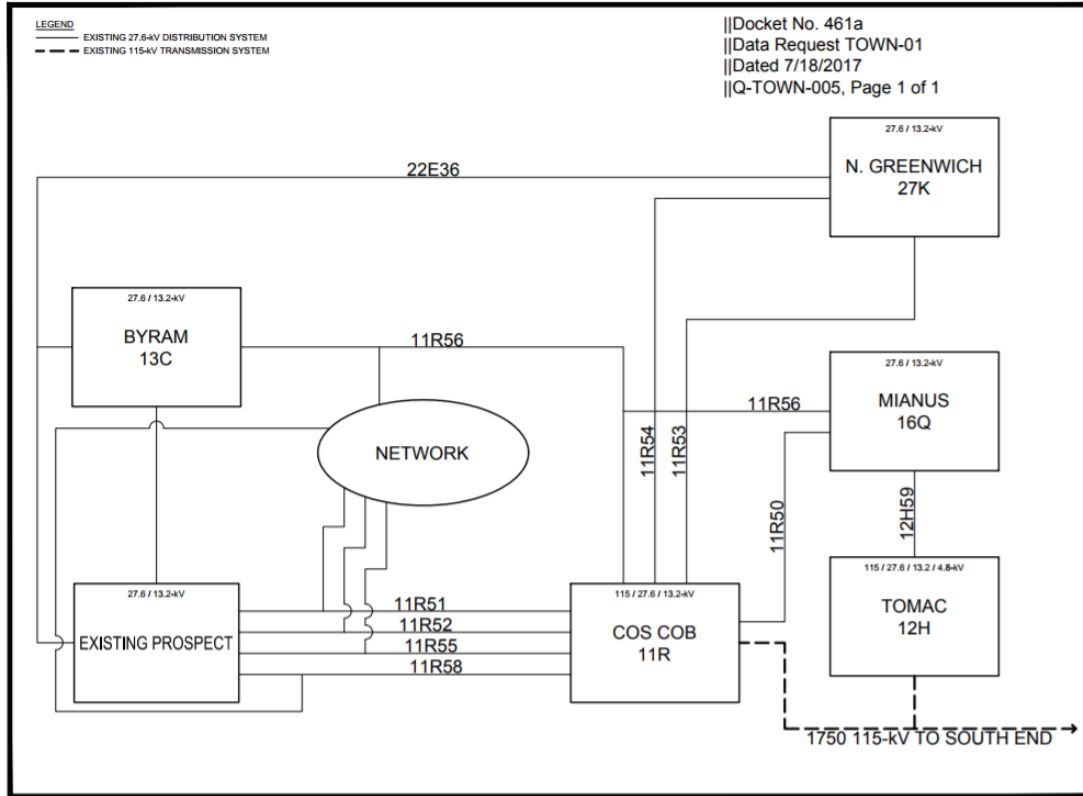 LEGEND
EXISTING 27.6-kV DISTRIBUTION SYSTEM
EXISTING 115-kV TRANSMISSION SYSTEM
||Docket No. 461a
||Data Request TOWN-01
||Dated 7/18/2017
||Q-TOWN-005, Page 1 of 1
27.6 / 13.2-kV
N. GREENWICH
27K
22E36
27.6 / 13.2-kV
BYRAM
13C
11R56
27.6 / 13.2-kV
MIANUS
16Q
11R56
NETWORK
11R54
11R53
11R50
12H59
27.6 / 13.2-kV
EXISTING PROSPECT
11R51
11R52
11R55
11R58
115 / 27.6 / 13.2-kV
COS COB
11R
115 / 27.6 / 13.2 / 4.8-kV
TOMAC
12H
1750 115-kV TO SOUTH END